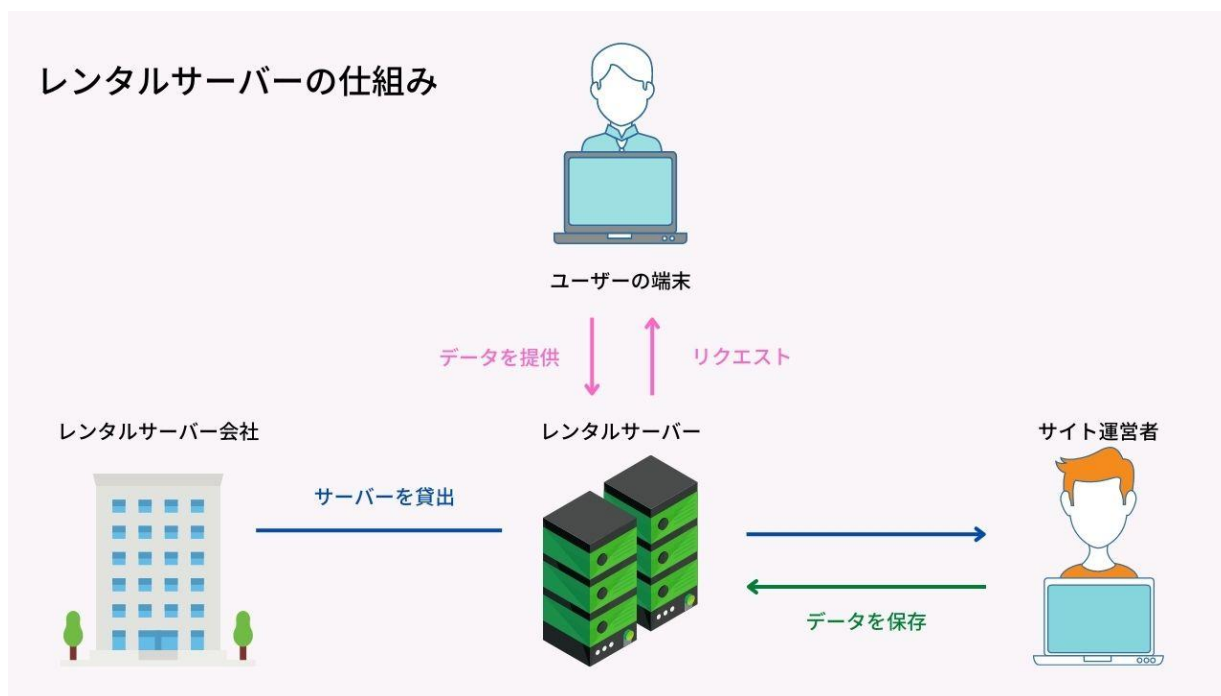 レンタルサーバーの仕組み
ユーザーの端末
データを提供
リクエスト
レンタルサーバー会社
レンタルサーバー
サイト運営者
サーバーを貸出
データを保存